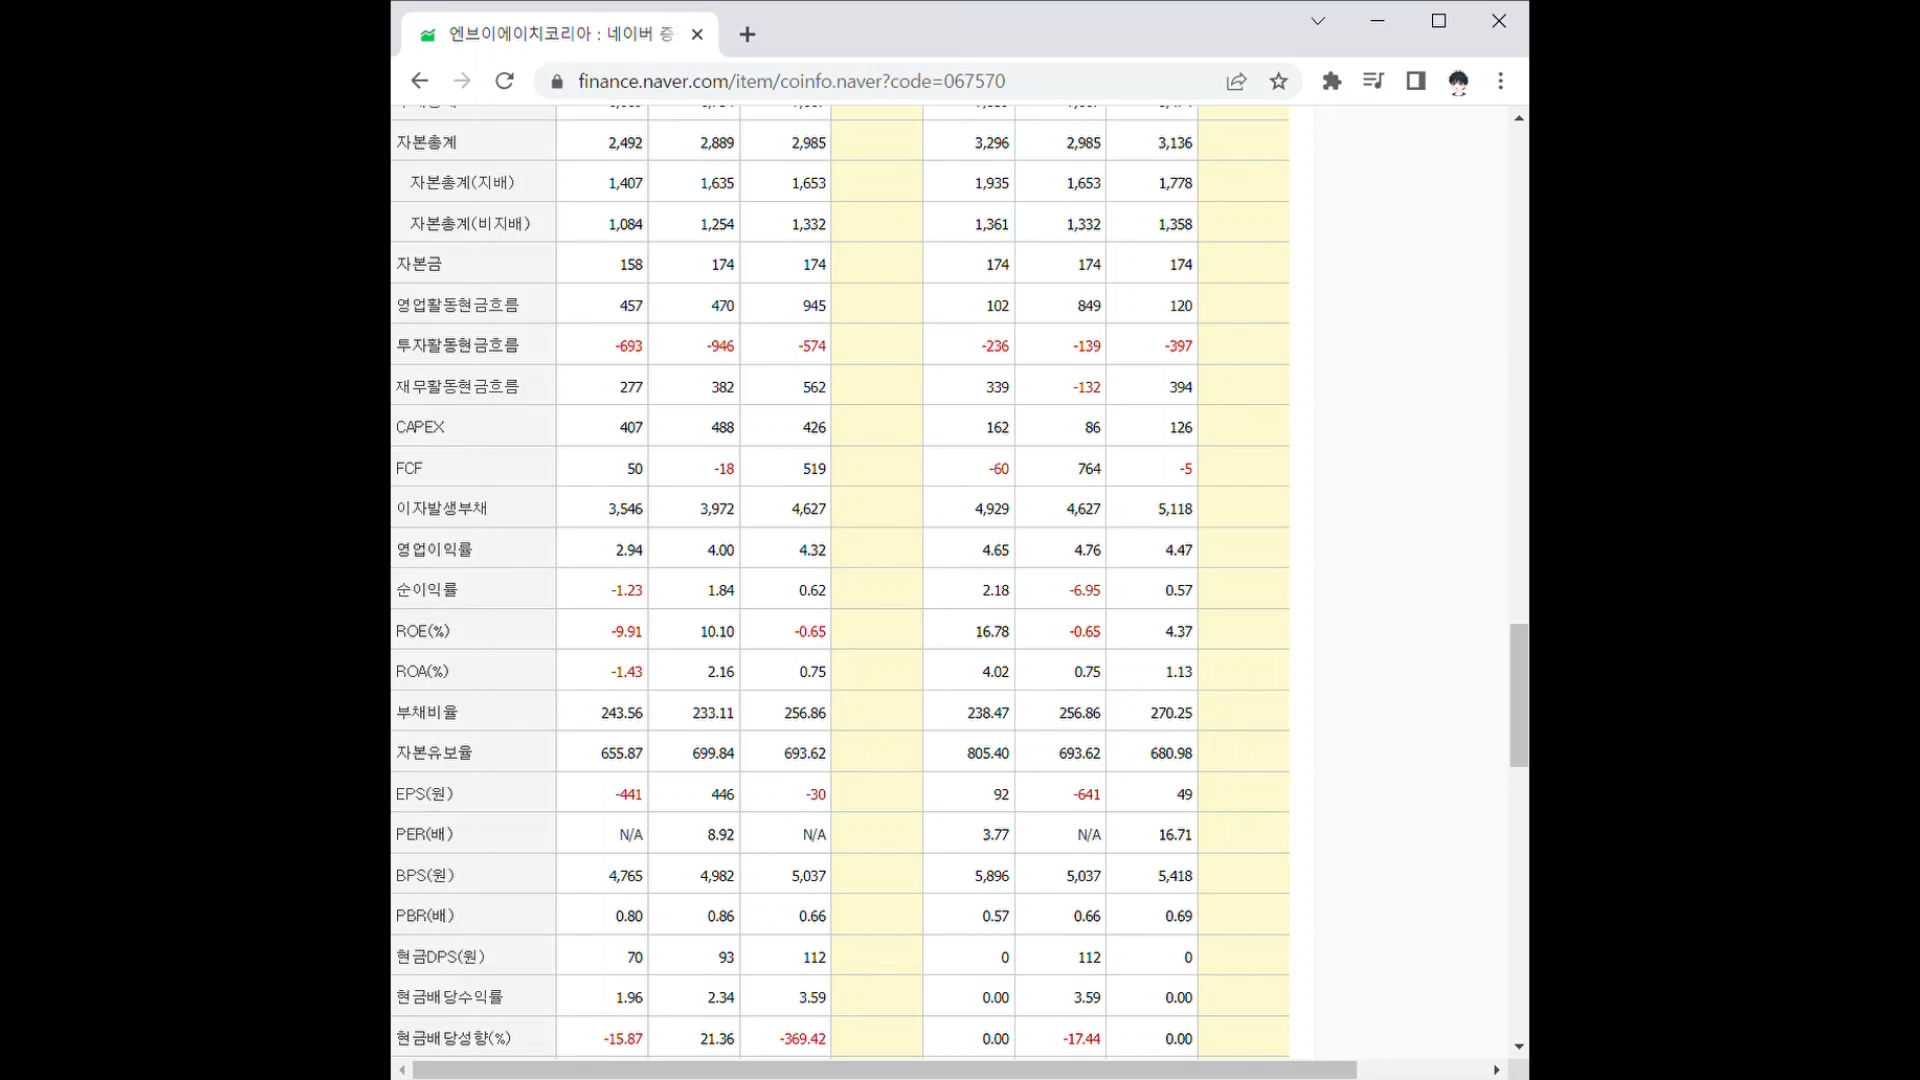 엔브이에이치코리아 : 네이버 증
finance.naver.com/item/coinfo.naver?code=067570
자본총계 2,492 2,889 2,985 3,296 2,985 3,136
자본총계(지배) 1,407 1,635 1,653 1,935 1,653 1,778
자본총계(비지배) 1,084 1,254 1,332 1,361 1,332 1,358
자본금 158 174 174 174 174 174
영업활동현금흐름 457 470 945 102 849 120
투자활동현금흐름 -693 -946 -574 -236 -139 -397
재무활동현금흐름 277 382 562 339 -132 394
CAPEX 407 488 426 162 86 126
FCF 50 -18 519 -60 764 -5
이자발생부채 3,546 3,972 4,627 4,929 4,627 5,118
영업이익률 2.94 4.00 4.32 4.65 4.76 4.47
순이익률 -1.23 1.84 0.62 2.18 -6.95 0.57
ROE(%) -9.91 10.10 -0.65 16.78 -0.65 4.37
ROA(%) -1.43 2.16 0.75 4.02 0.75 1.13
부채비율 243.56 233.11 256.86 238.47 256.86 270.25
자본유보율 655.87 699.84 693.62 805.40 693.62 680.98
EPS(원) -441 446 -30 92 -641 49
PER(배) N/A 8.92 N/A 3.77 N/A 16.71
BPS(원) 4,765 4,982 5,037 5,896 5,037 5,418
PBR(배) 0.80 0.86 0.66 0.57 0.66 0.69
현금DPS(원) 70 93 112 0 112 0
현금배당수익률 1.96 2.34 3.59 0.00 3.59 0.00
현금배당성향(%) -15.87 21.36 -369.42 0.00 -17.44 0.00